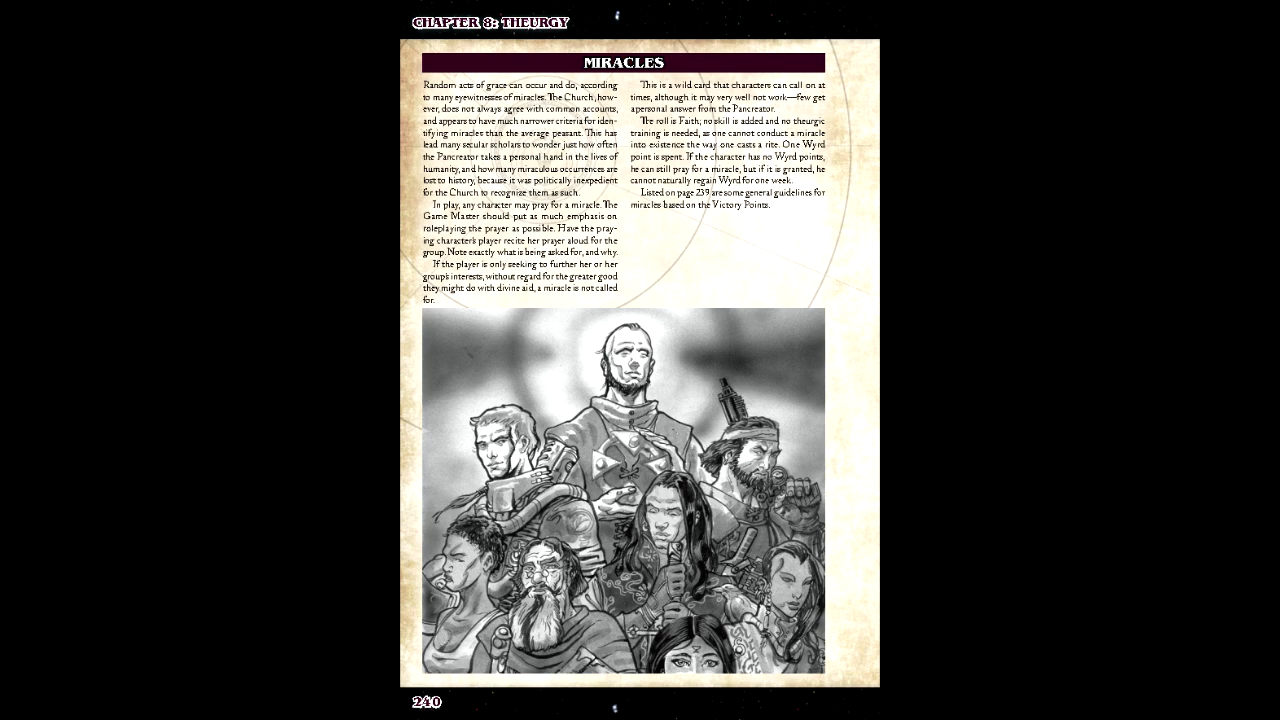 CHAPTER 8: THEURGY
MIRACLES
Random acts of grace can occur and do, according
to many eyewitnesses of miracles. The Church, how-
ever, does not always agree with common accounts,
and appears to have much narrower criteria for iden-
tifying miracles than the average peasant. This has
lead many secular scholars to wonder just how often
the Pancreator takes a personal hand in the lives of
humanity, and how many miraculous occurrences are
lost to history, because it was politically inexpedient
for the Church to recognize them as such.
In play, any character may pray for a miracle. The
Game Master should put as much emphasis on
roleplaying the prayer as possible. Have the pray-
ing character's player recite her prayer aloud for the
group. Note exactly what is being asked for, and why.
If the player is only seeking to further her or her
group's interests, without regard for the greater good
they might do with divine aid, a miracle is not called
for.
This is a wild card that characters can call on at
times, although it may very well not work—few get
a personal answer from the Pancreator.
The roll is Faith; no skill is added and no theurgic
training is needed, as one cannot conduct a miracle
into existence the way one casts a rite. One Wyrd
point is spent. If the character has no Wyrd points,
he can still pray for a miracle, but if it is granted, he
cannot naturally regain Wyrd for one week.
Listed on page 239 are some general guidelines for
miracles based on the Victory Points.
240